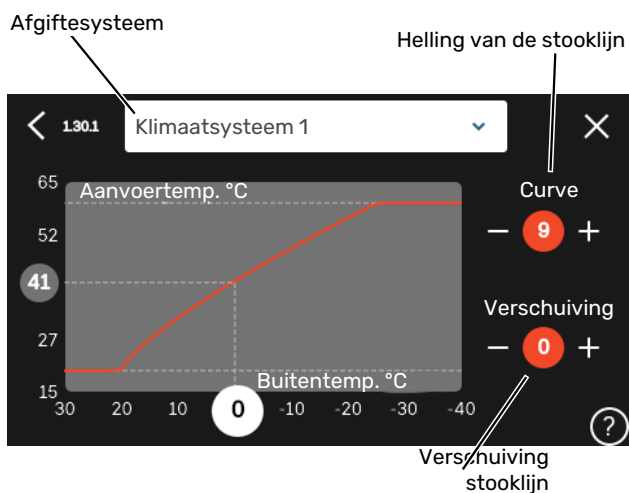 Afgiftesysteem
Helling van de stooklijn
1.30.1
Klimaatsysteem 1
65
Aanvoertemp. °C
Curve
52
9
41
Verschuiving
27
0
Buitentemp. °C
15
30 20 10 0 -10 -20 -30 -40
?
Verschuiving
stooklijn